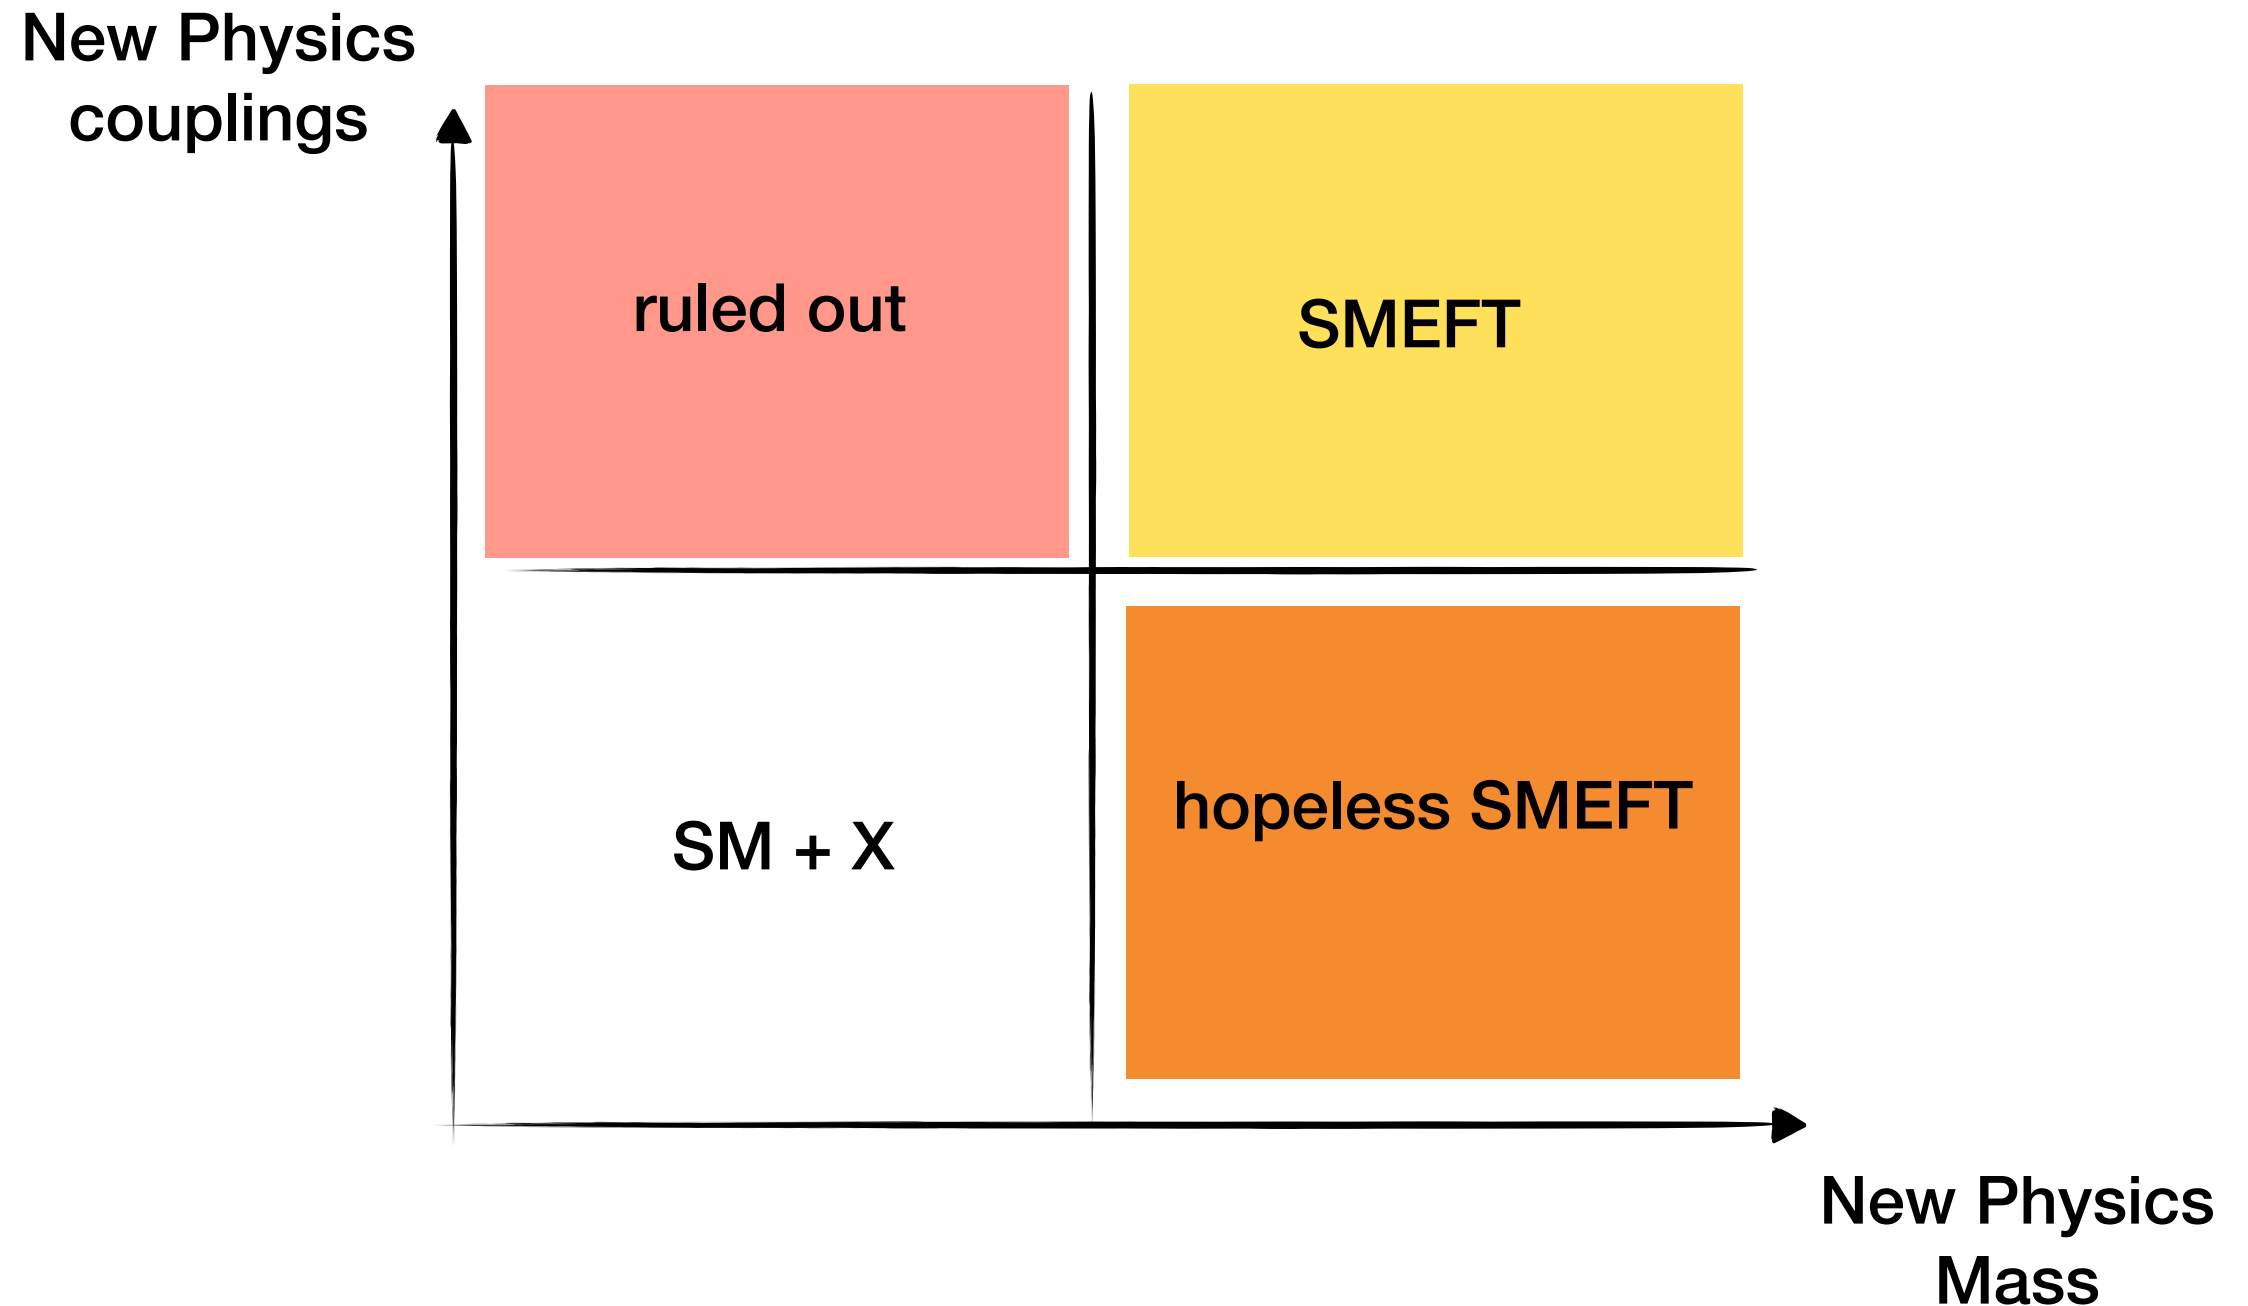 New Physics
couplings
ruled out
SMEFT
SM + X
hopeless SMEFT
New Physics
Mass